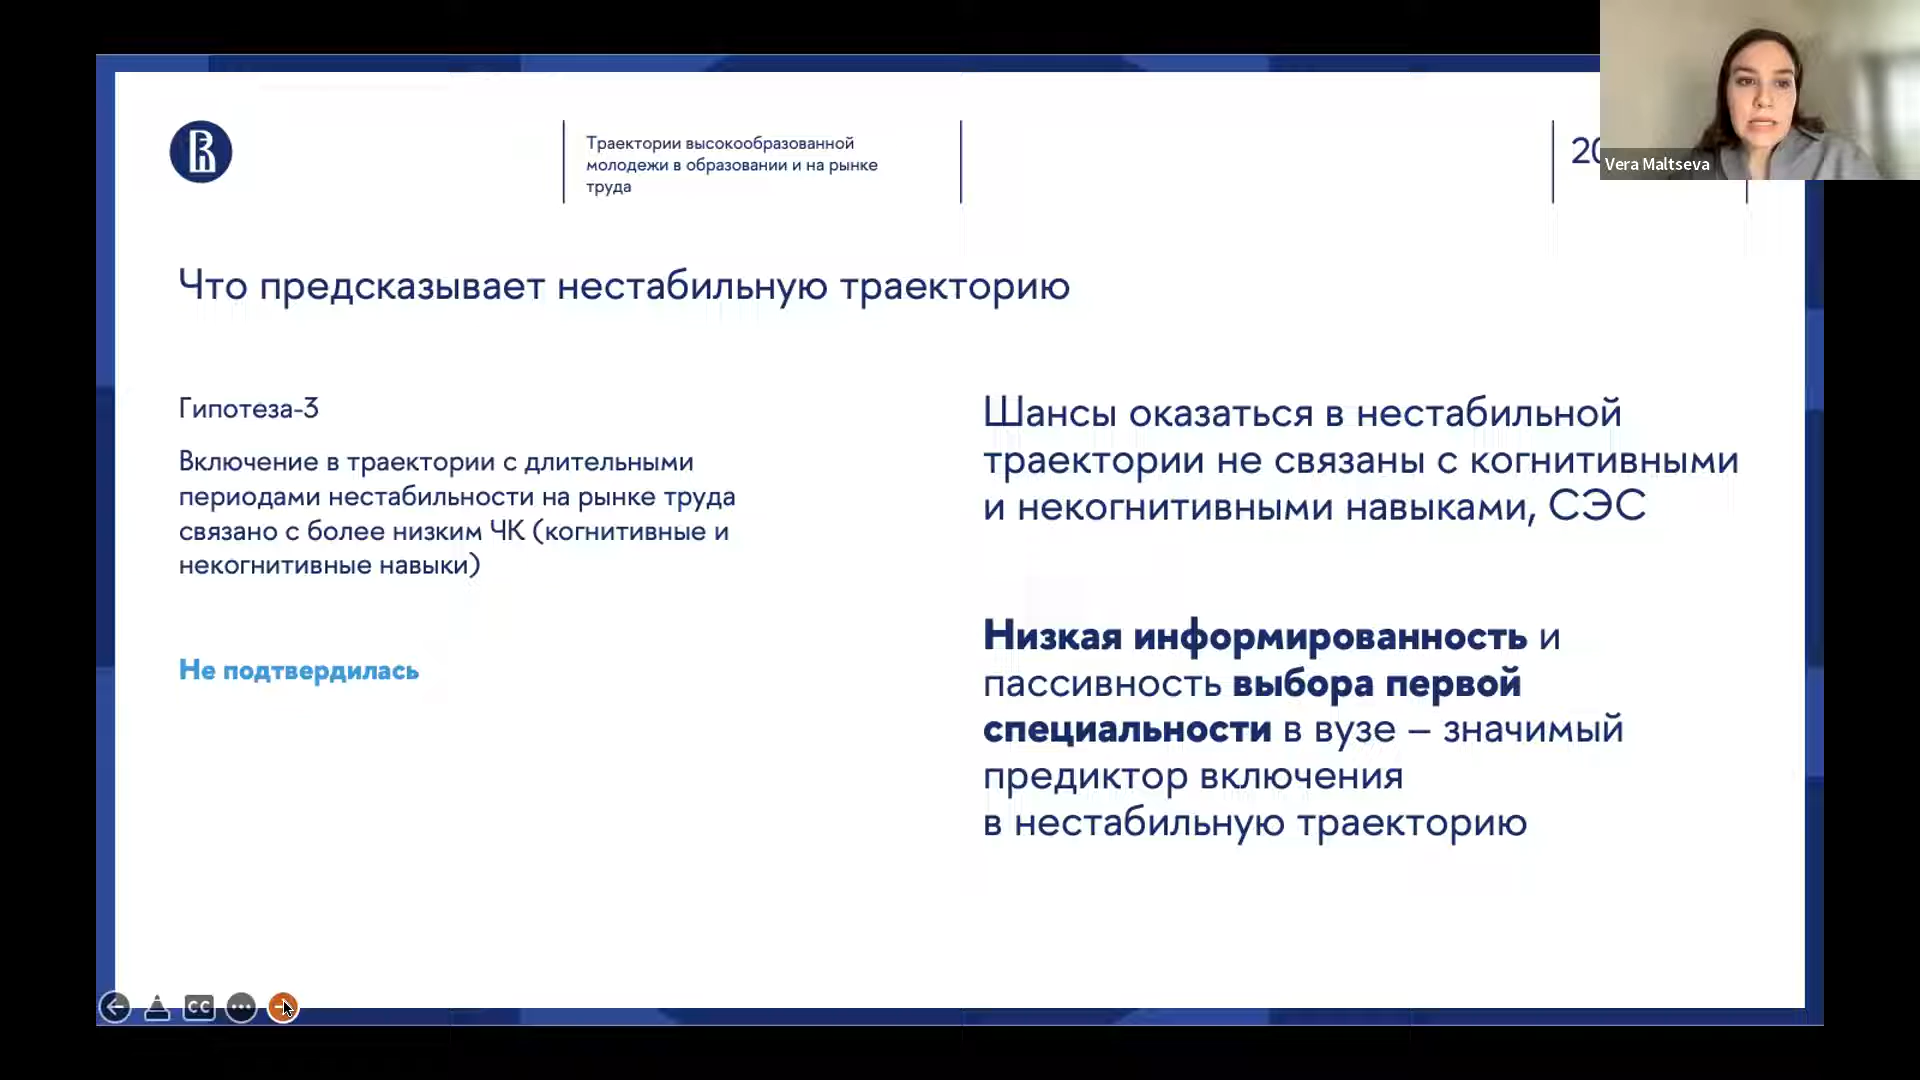 Траектории высокообразованной
молодежи в образовании и на рынке
труда
Vera Maltseva
Что предсказывает нестабильную траекторию
Гипотеза-3
Включение в траектории с длительными
периодами нестабильности на рынке труда
связано с более низким ЧК (когнитивные и
некогнитивные навыки)
Не подтвердилась
Шансы оказаться в нестабильной
траектории не связаны с когнитивными
и некогнитивными навыками, СЭС
Низкая информированность и
пассивность выбора первой
специальности в вузе – значимый
предиктор включения
в нестабильную траекторию
CC